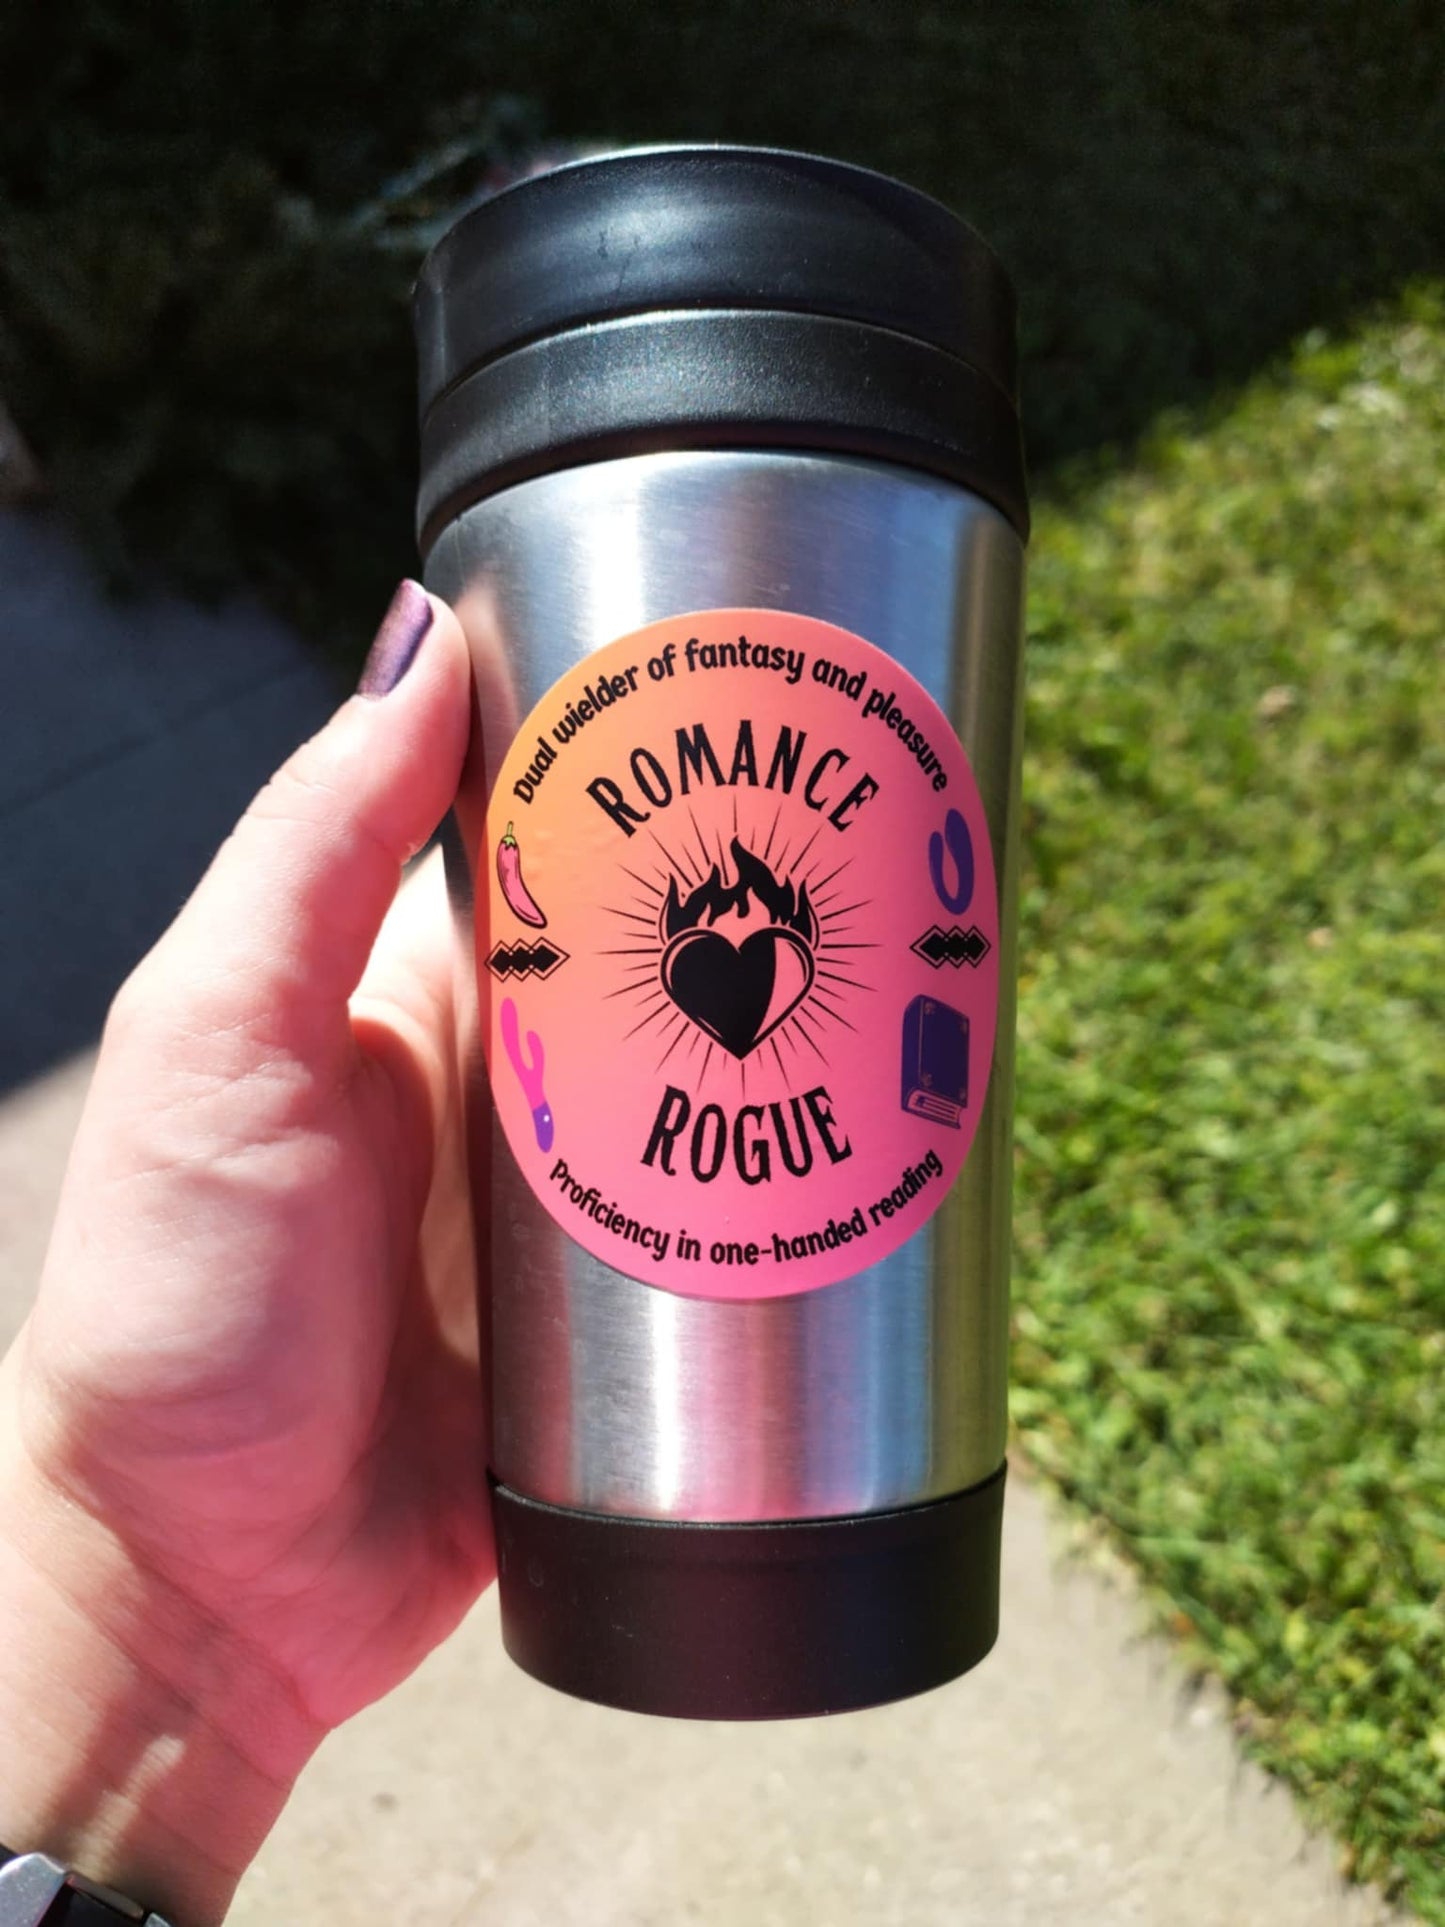 Dual wielder of fantasy and pleasure
ROMANCE
ROGUE
Proficiency in one-handed reading